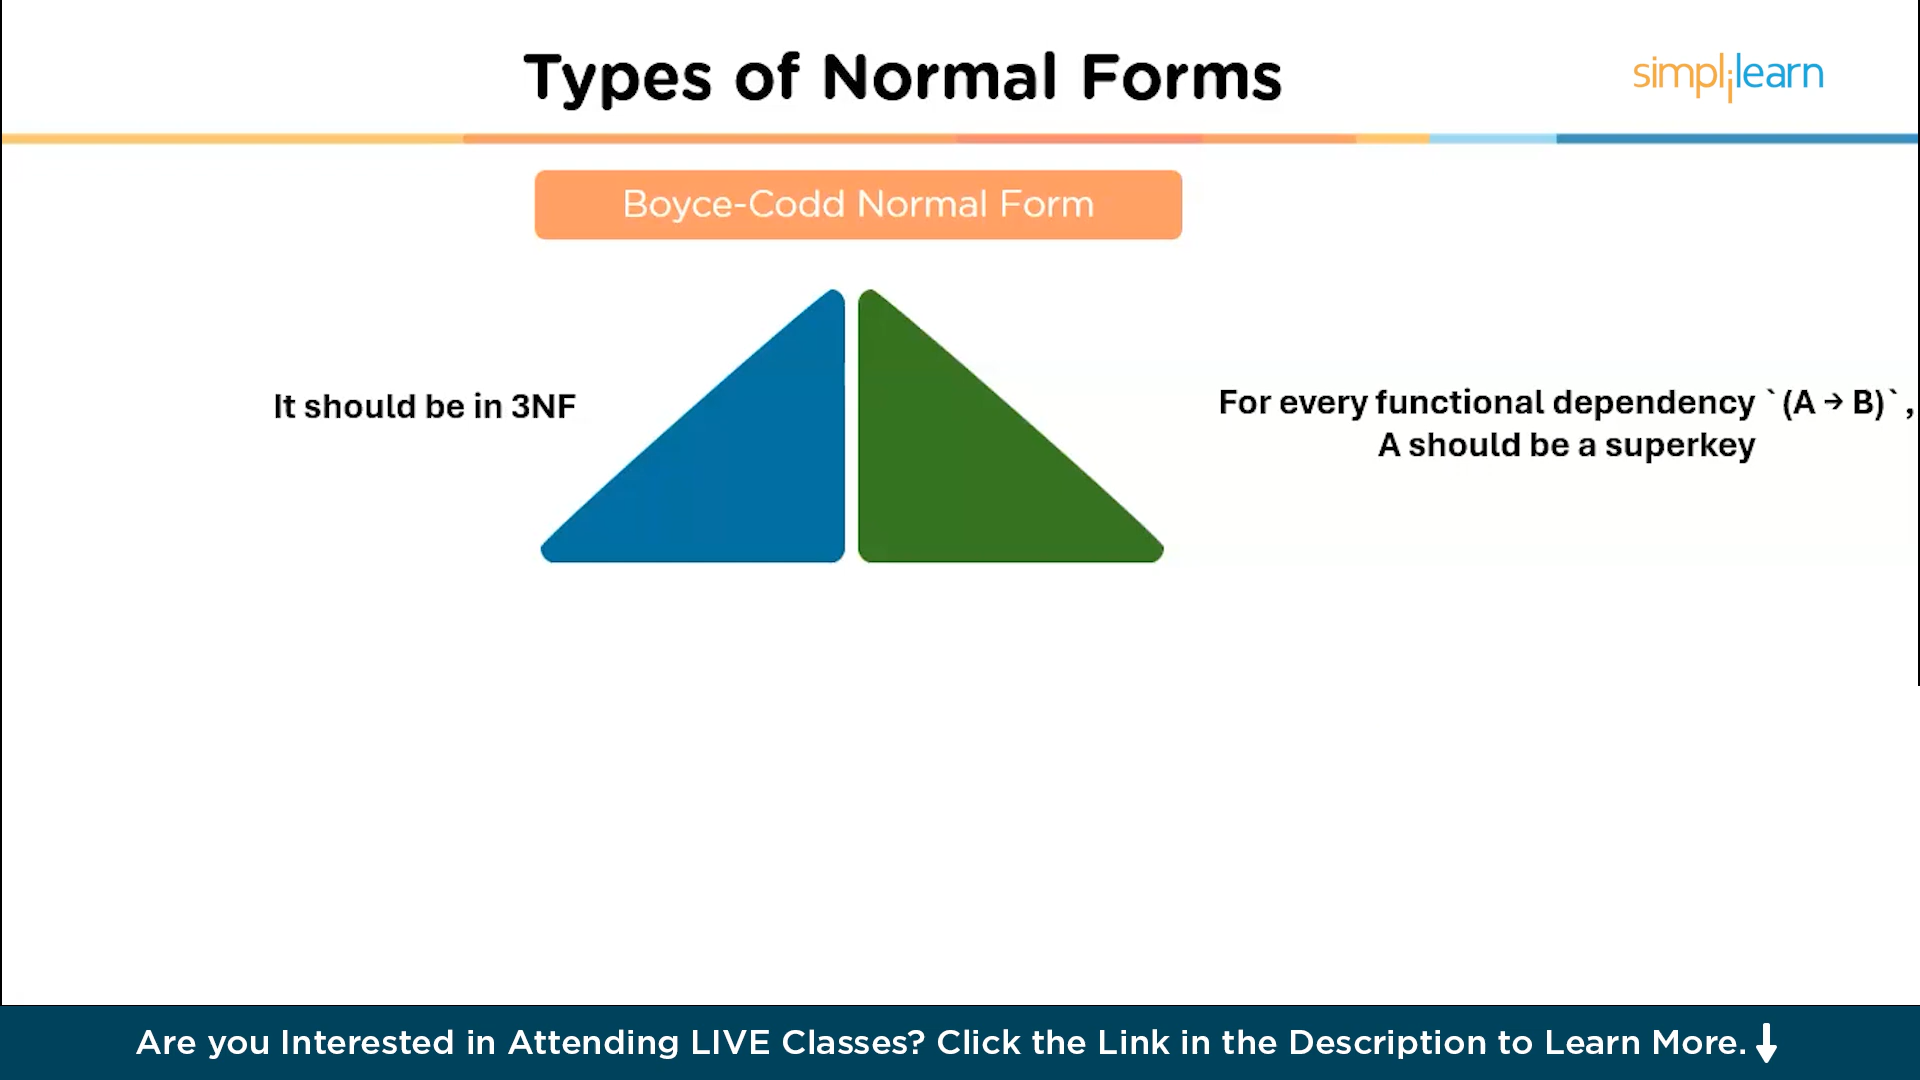 Types of Normal Forms
simplilearn
Boyce-Codd Normal Form
It should be in 3NF
For every functional dependency `(A → B)`,
A should be a superkey
Are you Interested in Attending LIVE Classes? Click the Link in the Description to Learn More.